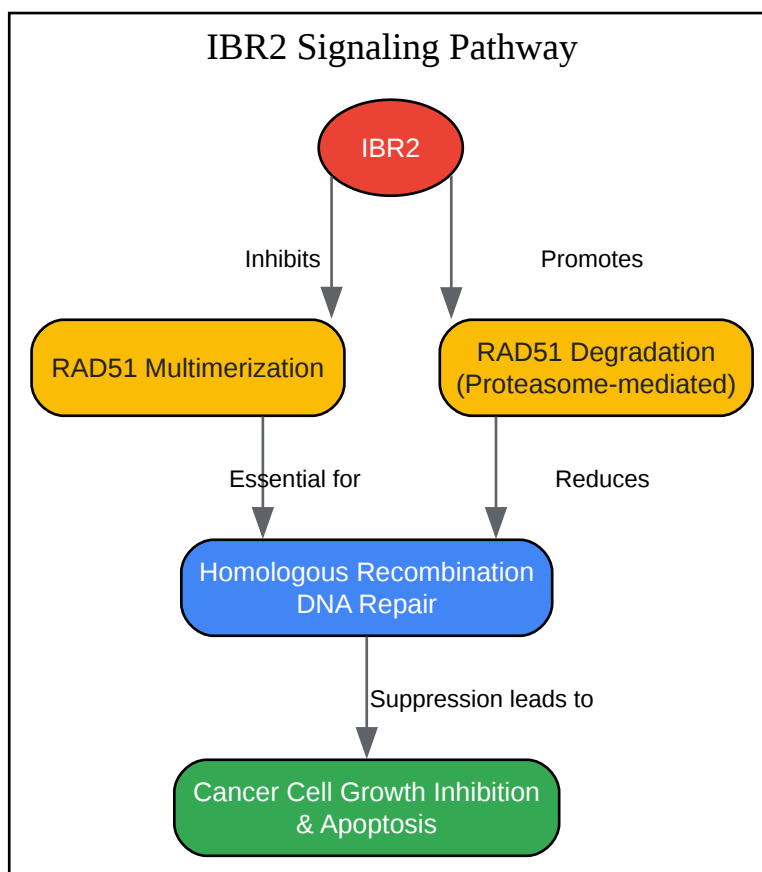 IBR2 Signaling Pathway
IBR2
Inhibits
Promotes
RAD51 Multimerization
RAD51 Degradation
(Proteasome-mediated)
Essential for
Reduces
Homologous Recombination
DNA Repair
Suppression leads to
Cancer Cell Growth Inhibition
& Apoptosis